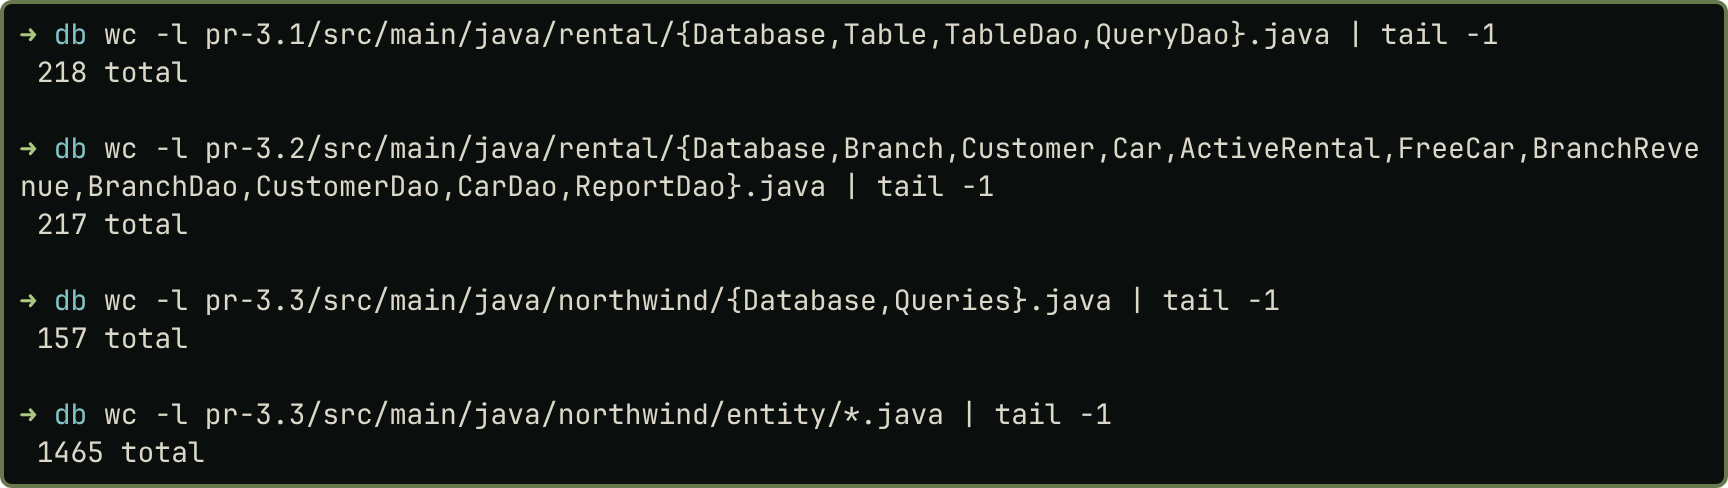 ➜ db wc -l pr-3.1/src/main/java/rental/{Database,Table,TableDao,QueryDao}.java | tail -1
218 total
➜ db wc -l pr-3.2/src/main/java/rental/{Database,Branch,Customer,Car,ActiveRental,FreeCar,BranchReve
nue,BranchDao,CustomerDao,CarDao,ReportDao}.java | tail -1
217 total
➜ db wc -l pr-3.3/src/main/java/northwind/{Database,Queries}.java | tail -1
157 total
➜ db wc -l pr-3.3/src/main/java/northwind/entity/*.java | tail -1
1465 total